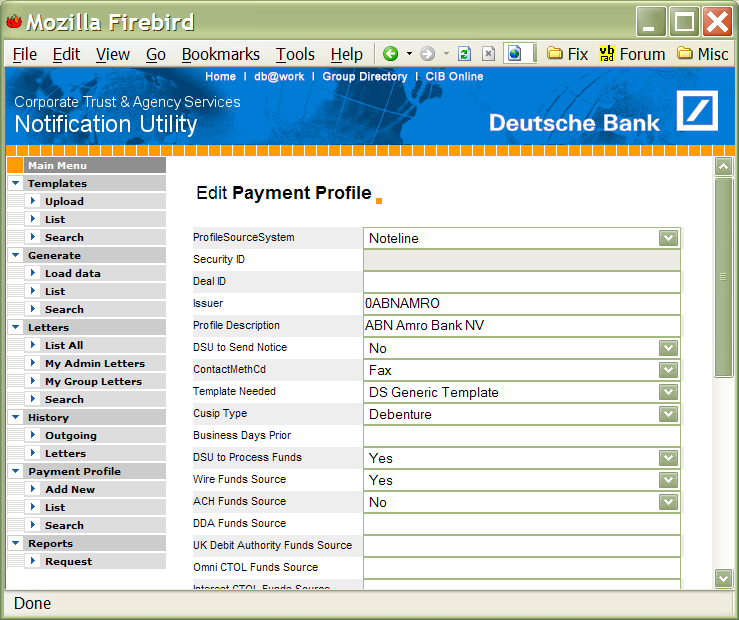 Mozilla Firebird
File Edit View Go Bookmarks Tools Help Fix vb rad Forum Misc
Home | db@work | Group Directory | CIB Online
Corporate Trust & Agency Services
Notification Utility
Deutsche Bank
Main Menu
Templates
Upload
List
Search
Generate
Load data
List
Search
Letters
List All
My Admin Letters
My Group Letters
Search
History
Outgoing
Letters
Payment Profile
Add New
List
Search
Reports
Request
Edit Payment Profile
ProfileSourceSystem Noteline
Security ID
Deal ID
Issuer 0ABNAMRO
Profile Description ABN Amro Bank NV
DSU to Send Notice No
ContactMethCd Fax
Template Needed DS Generic Template
Cusip Type Debenture
Business Days Prior
DSU to Process Funds Yes
Wire Funds Source Yes
ACH Funds Source No
DDA Funds Source
UK Debit Authority Funds Source
Omni CTOL Funds Source
Interest CTOL Funds Source
Done